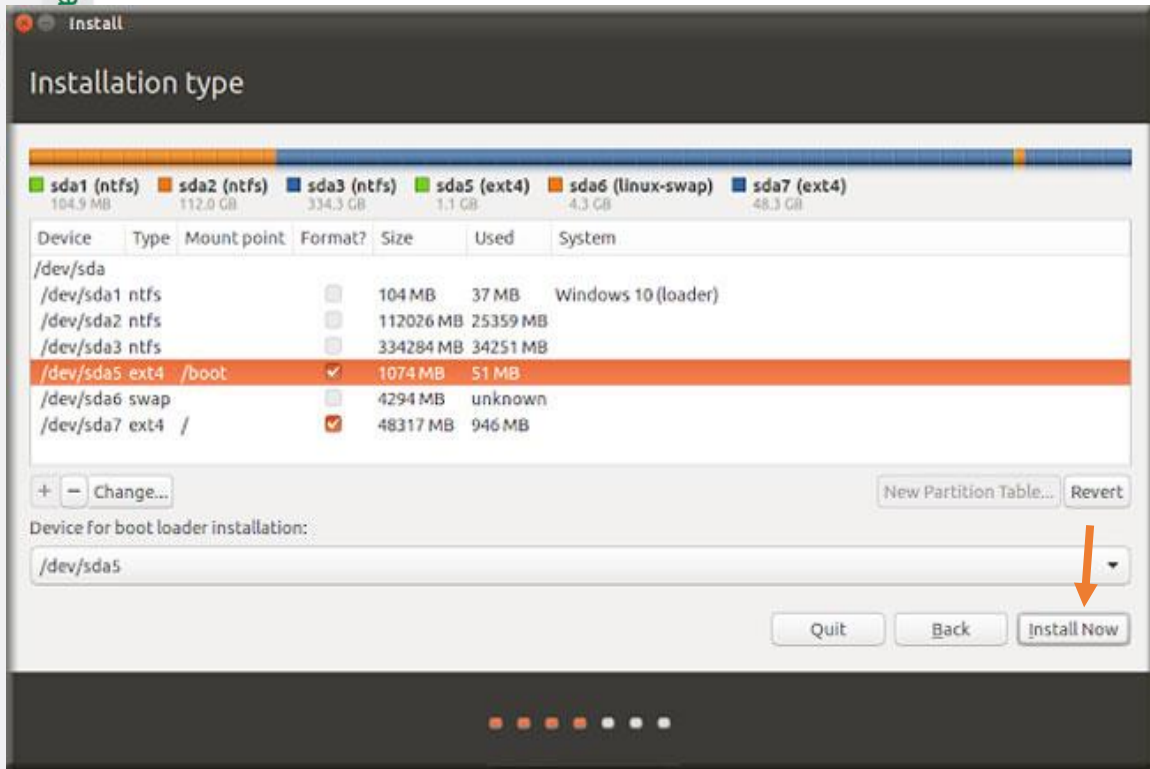 Install
Installation type
sda1 (ntfs) sda2 (ntfs) sda3 (ntfs) sda5 (ext4) sda6 (linux-swap) sda7 (ext4)
104.9 MB 112.0 GB 334.3 GB 1.1 GB 4.3 GB 48.3 GB
Device Type Mount point Format? Size Used System
/dev/sda
/dev/sda1 ntfs 104 MB 37 MB Windows 10 (loader)
/dev/sda2 ntfs 112026 MB 25359 MB
/dev/sda3 ntfs 334284 MB 34251 MB
/dev/sda5 ext4 /boot 1074 MB 51 MB
/dev/sda6 swap 4294 MB unknown
/dev/sda7 ext4 / 48317 MB 946 MB
+ - Change... New Partition Table... Revert
Device for boot loader installation:
/dev/sda5
Quit Back Install Now